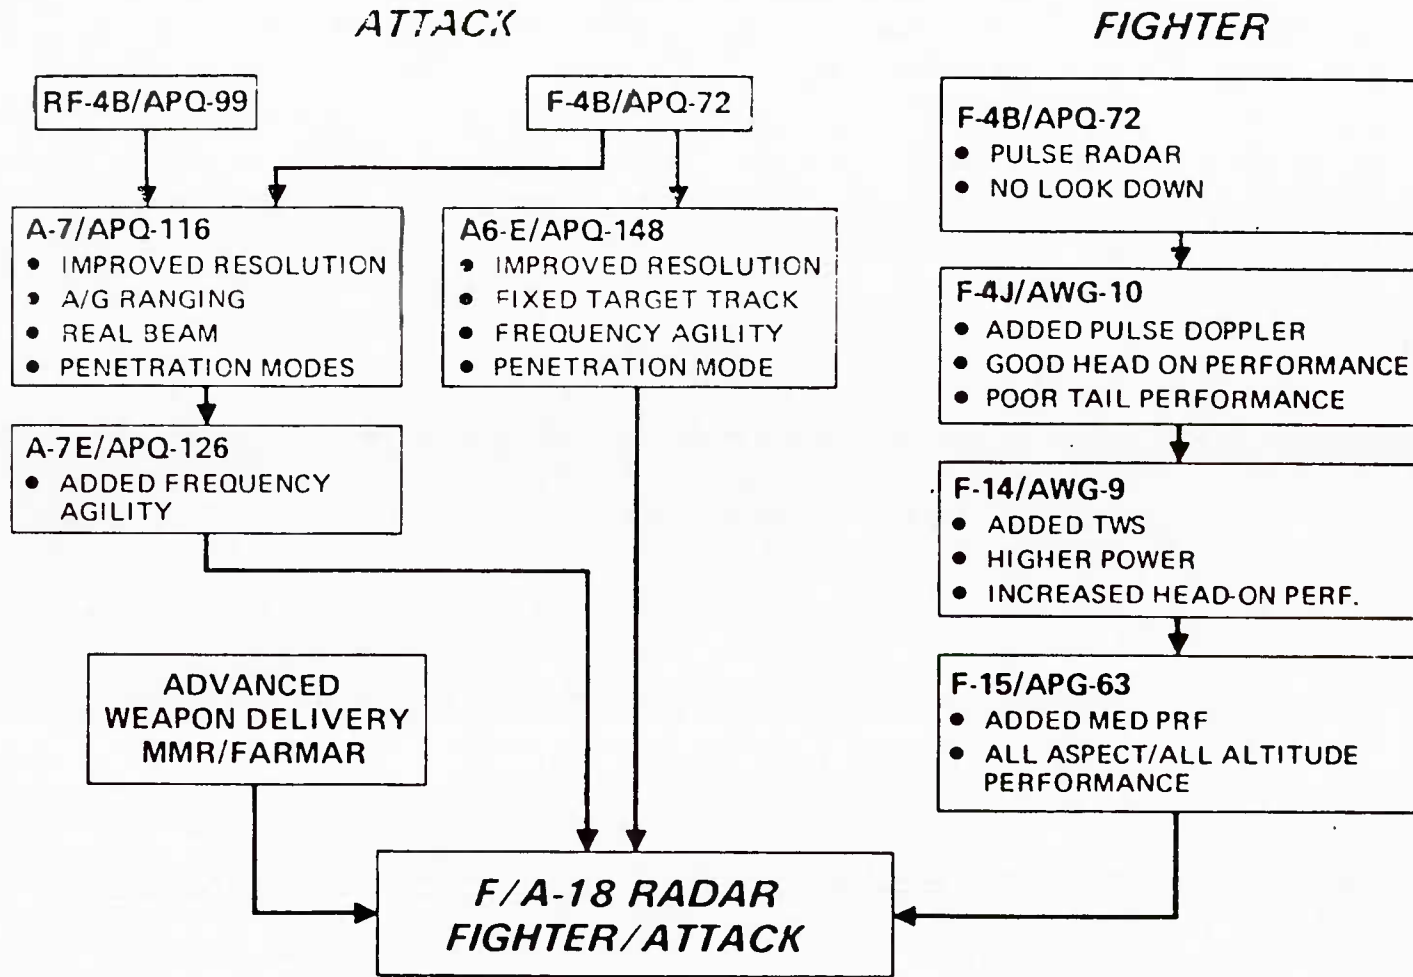 ATTACK
RF-4B/APQ-99
F-4B/APQ-72
A-7/APQ-116
• IMPROVED RESOLUTION
• A/G RANGING
• REAL BEAM
• PENETRATION MODES
A6-E/APQ-148
• IMPROVED RESOLUTION
• FIXED TARGET TRACK
• FREQUENCY AGILITY
• PENETRATION MODE
A-7E/APQ-126
• ADDED FREQUENCY
AGILITY
ADVANCED
WEAPON DELIVERY
MMR/FARMAR
FIGHTER
F-4B/APQ-72
• PULSE RADAR
• NO LOOK DOWN
F-4J/AWG-10
• ADDED PULSE DOPPLER
• GOOD HEAD ON PERFORMANCE
• POOR TAIL PERFORMANCE
F-14/AWG-9
• ADDED TWS
• HIGHER POWER
• INCREASED HEAD-ON PERF.
F-15/APG-63
• ADDED MED PRF
• ALL ASPECT/ALL ALTITUDE
PERFORMANCE
F/A-18 RADAR
FIGHTER/ATTACK